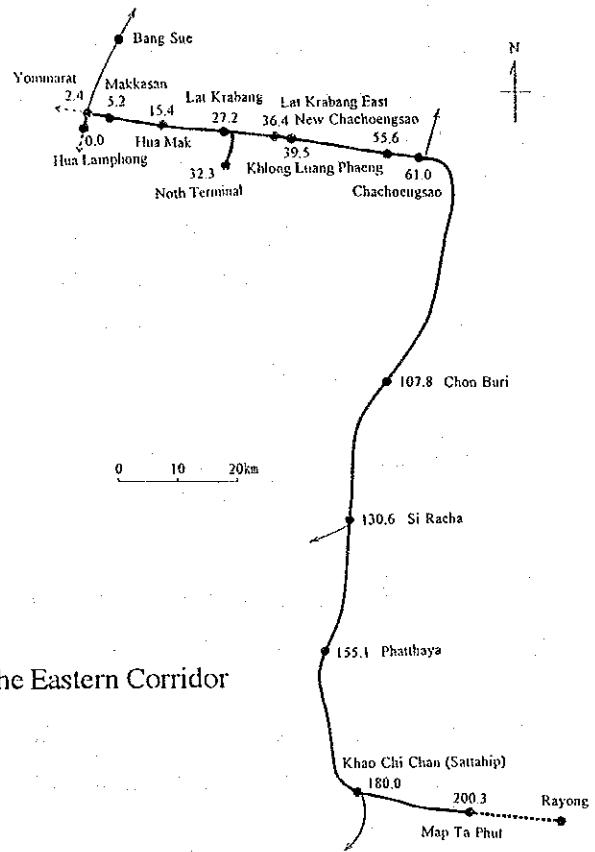 Bang Sue
N
Yommarat
2.4
Makkasan
5.2
15.4
Hua Mak
0.0
Hua Lamphong
Lat Krabang
27.2
32.3
Noth Terminal
Lat Krabang East
36.4 New Chachoengsao
39.5
Khlong Luang Phaeng
55.6
61.0
Chachoengsao
107.8 Chon Buri
0 10 20km
130.6 Si Racha
155.1 Phatthaya
he Eastern Corridor
Khao Chi Chan (Sattahip)
180.0
200.3
Map Ta Phut
Rayong